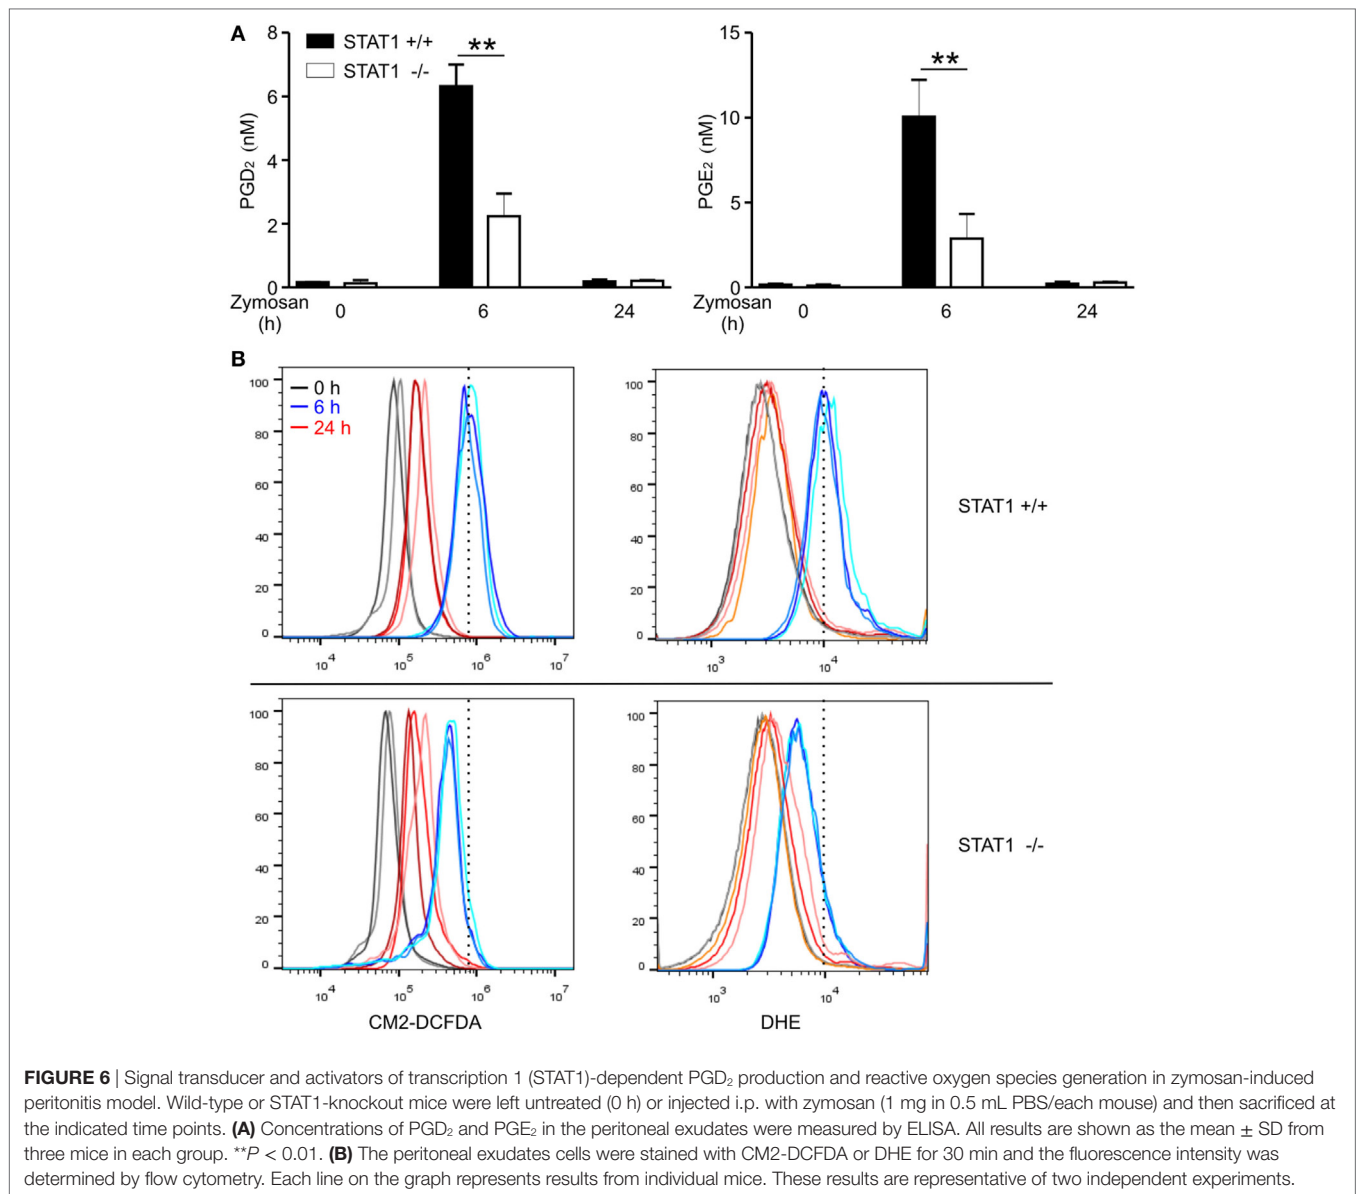 A
8
6
4
2
0
PGD₂ (nM)
STAT1 +/+
STAT1 -/-
**
Zymosan
(h)
0
6
24
15
10
5
0
PGE₂ (nM)
**
Zymosan
(h)
0
6
24
B
100
80
60
40
20
0
0 h
6 h
24 h
10⁴
10⁵
10⁶
10⁷
100
80
60
40
20
0
10³
10⁴
STAT1 +/+
100
80
60
40
20
0
10⁴
10⁵
10⁶
10⁷
CM2-DCFDA
100
80
60
40
20
0
10³
10⁴
DHE
STAT1 -/-
FIGURE 6 | Signal transducer and activators of transcription 1 (STAT1)-dependent PGD₂ production and reactive oxygen species generation in zymosan-induced
peritonitis model. Wild-type or STAT1-knockout mice were left untreated (0 h) or injected i.p. with zymosan (1 mg in 0.5 mL PBS/each mouse) and then sacrificed at
the indicated time points. (A) Concentrations of PGD₂ and PGE₂ in the peritoneal exudates were measured by ELISA. All results are shown as the mean ± SD from
three mice in each group. **P < 0.01. (B) The peritoneal exudates cells were stained with CM2-DCFDA or DHE for 30 min and the fluorescence intensity was
determined by flow cytometry. Each line on the graph represents results from individual mice. These results are representative of two independent experiments.